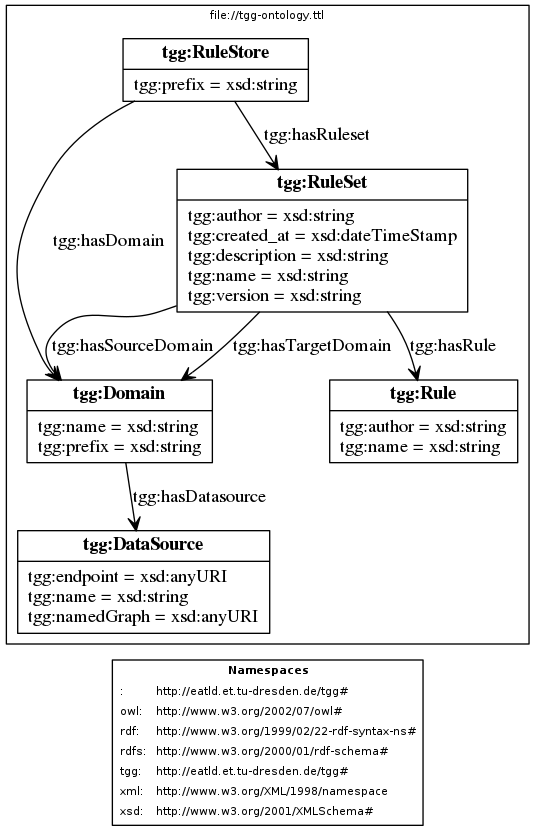 file://tgg-ontology.ttl
tgg:RuleStore
tgg:prefix = xsd:string
tgg:hasRuleset
tgg:RuleSet
tgg:author = xsd:string
tgg:created_at = xsd:dateTimeStamp
tgg:description = xsd:string
tgg:name = xsd:string
tgg:version = xsd:string
tgg:hasDomain
tgg:hasSourceDomain
tgg:hasTargetDomain
tgg:hasRule
tgg:Domain
tgg:name = xsd:string
tgg:prefix = xsd:string
tgg:Rule
tgg:author = xsd:string
tgg:name = xsd:string
tgg:hasDatasource
tgg:DataSource
tgg:endpoint = xsd:anyURI
tgg:name = xsd:string
tgg:namedGraph = xsd:anyURI
Namespaces
: http://eatld.et.tu-dresden.de/tgg#
owl: http://www.w3.org/2002/07/owl#
rdf: http://www.w3.org/1999/02/22-rdf-syntax-ns#
rdfs: http://www.w3.org/2000/01/rdf-schema#
tgg: http://eatld.et.tu-dresden.de/tgg#
xml: http://www.w3.org/XML/1998/namespace
xsd: http://www.w3.org/2001/XMLSchema#